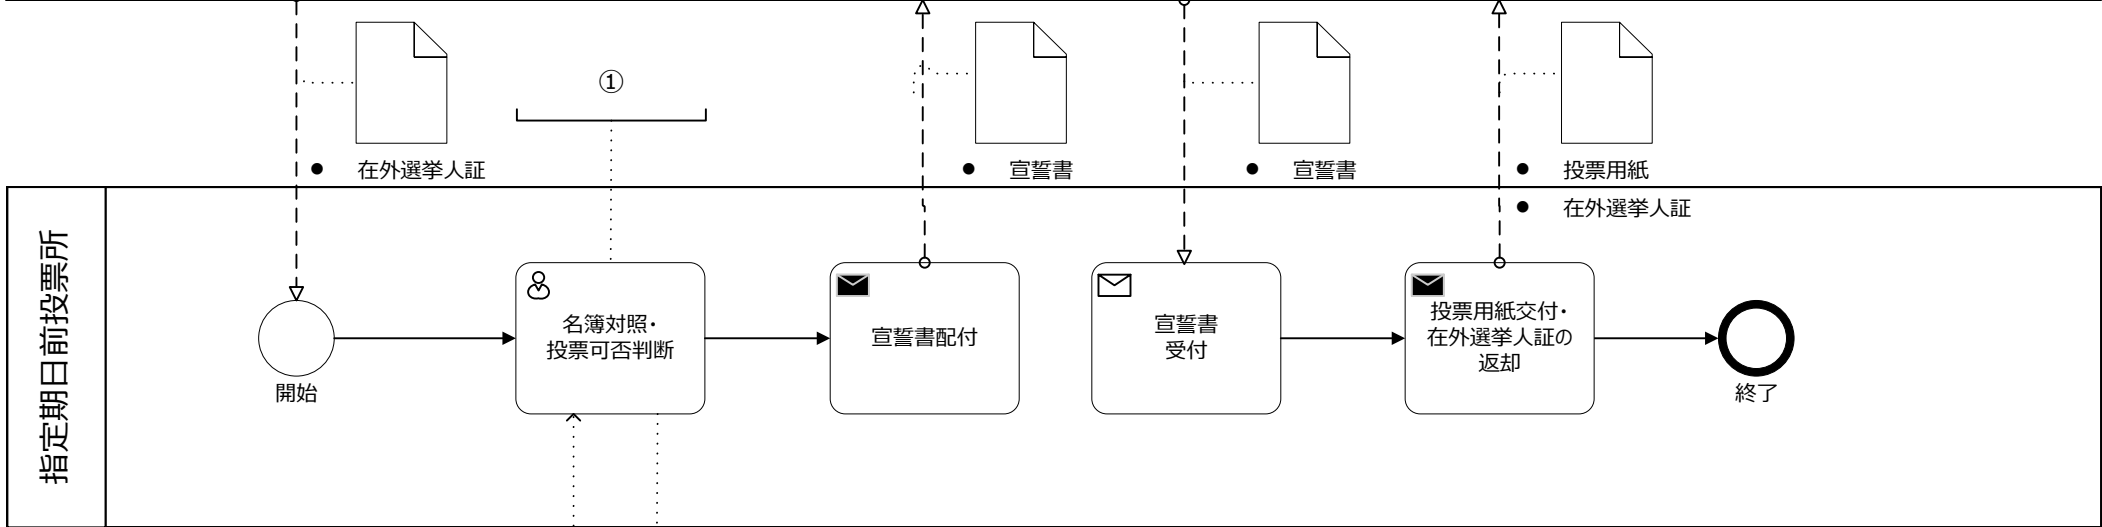 ①
● 在外選挙人証
● 宣誓書
● 宣誓書
● 投票用紙
● 在外選挙人証
指定期日前投票所
開始
名簿対照・
投票可否判断
宣誓書配付
宣誓書
受付
投票用紙交付・
在外選挙人証の
返却
終了